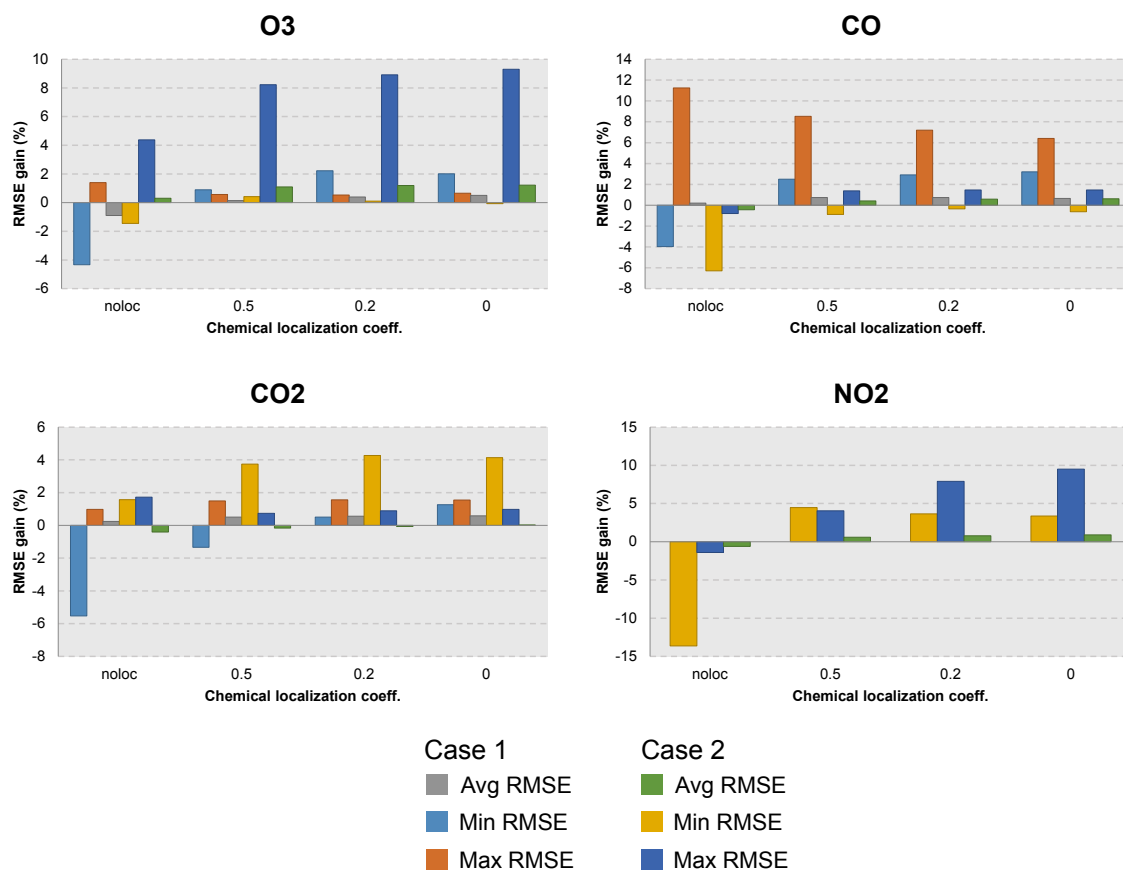 O3
RMSE gain (%)
10
8
6
4
2
0
-2
-4
-6
noloc
0.5
0.2
0
Chemical localization coeff.
CO
RMSE gain (%)
14
12
10
8
6
4
2
0
-2
-4
-6
-8
noloc
0.5
0.2
0
Chemical localization coeff.
CO2
RMSE gain (%)
6
4
2
0
-2
-4
-6
-8
noloc
0.5
0.2
0
Chemical localization coeff.
NO2
RMSE gain (%)
15
10
5
0
-5
-10
-15
noloc
0.5
0.2
0
Chemical localization coeff.
Case 1
Avg RMSE
Min RMSE
Max RMSE
Case 2
Avg RMSE
Min RMSE
Max RMSE